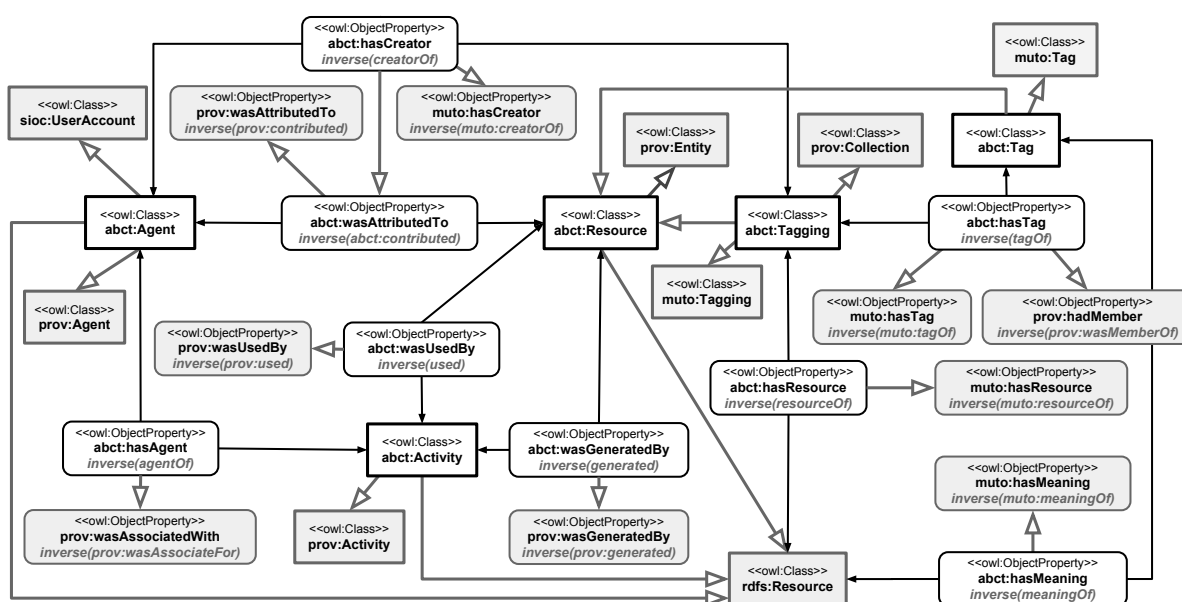 <<owl:ObjectProperty>>
abct:hasCreator
inverse(creatorOf)
<<owl:Class>>
muto:Tag
<<owl:Class>>
sioc:UserAccount
<<owl:ObjectProperty>>
prov:wasAttributedTo
inverse(prov:contributed)
<<owl:ObjectProperty>>
muto:hasCreator
inverse(muto:creatorOf)
<<owl:Class>>
prov:Entity
<<owl:Class>>
prov:Collection
<<owl:Class>>
abct:Tag
<<owl:Class>>
abct:Agent
<<owl:ObjectProperty>>
abct:wasAttributedTo
inverse(abct:contributed)
<<owl:Class>>
abct:Resource
<<owl:Class>>
abct:Tagging
<<owl:ObjectProperty>>
abct:hasTag
inverse(tagOf)
<<owl:Class>>
prov:Agent
<<owl:Class>>
muto:Tagging
<<owl:ObjectProperty>>
muto:hasTag
inverse(muto:tagOf)
<<owl:ObjectProperty>>
prov:hadMember
inverse(prov:wasMemberOf)
<<owl:ObjectProperty>>
prov:wasUsedBy
inverse(prov:used)
<<owl:ObjectProperty>>
abct:wasUsedBy
inverse(used)
<<owl:ObjectProperty>>
abct:hasResource
inverse(resourceOf)
<<owl:ObjectProperty>>
muto:hasResource
inverse(muto:resourceOf)
<<owl:ObjectProperty>>
abct:hasAgent
inverse(agentOf)
<<owl:Class>>
abct:Activity
<<owl:ObjectProperty>>
abct:wasGeneratedBy
inverse(generated)
<<owl:ObjectProperty>>
muto:hasMeaning
inverse(muto:meaningOf)
<<owl:ObjectProperty>>
prov:wasAssociatedWith
inverse(prov:wasAssociateFor)
<<owl:Class>>
prov:Activity
<<owl:ObjectProperty>>
prov:wasGeneratedBy
inverse(prov:generated)
<<owl:Class>>
rdfs:Resource
<<owl:ObjectProperty>>
abct:hasMeaning
inverse(meaningOf)